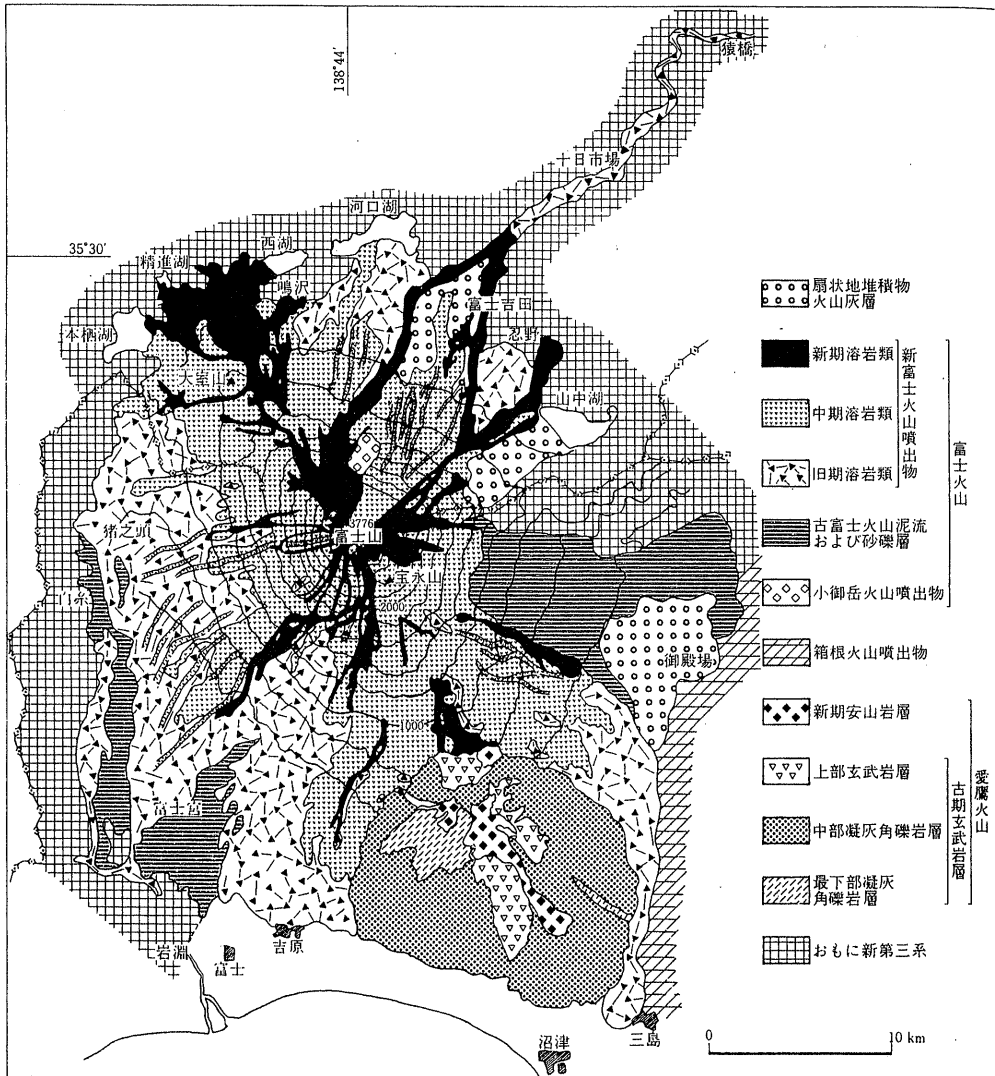 138°44′
猿橋
十日市場
河口湖
西湖
35°30′
精進湖
鳴沢
本栖湖
富士吉田
忍野
大室山
山中湖
3776
富士山
猪之頭
宝永山
2000
白糸
御殿場
1000
富士宮
岩淵
富士
吉原
沼津
三島
扇状地堆積物
火山灰層
新期溶岩類
中期溶岩類
旧期溶岩類
新富士火山噴出物
古富士火山泥流
および砂礫層
小御岳火山噴出物
富士火山
箱根火山噴出物
新期安山岩層
上部玄武岩層
中部凝灰角礫岩層
最下部凝灰
角礫岩層
古期玄武岩層
愛鷹火山
おもに新第三系
0 10 km